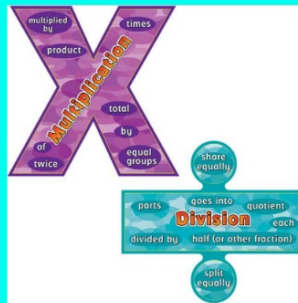 multiplied
by
times
product
Multiplication
total
by
of
twice
equal
groups
share
equally
parts
goes into
quotient
Division
each
divided by
half (or other fraction)
split
equally